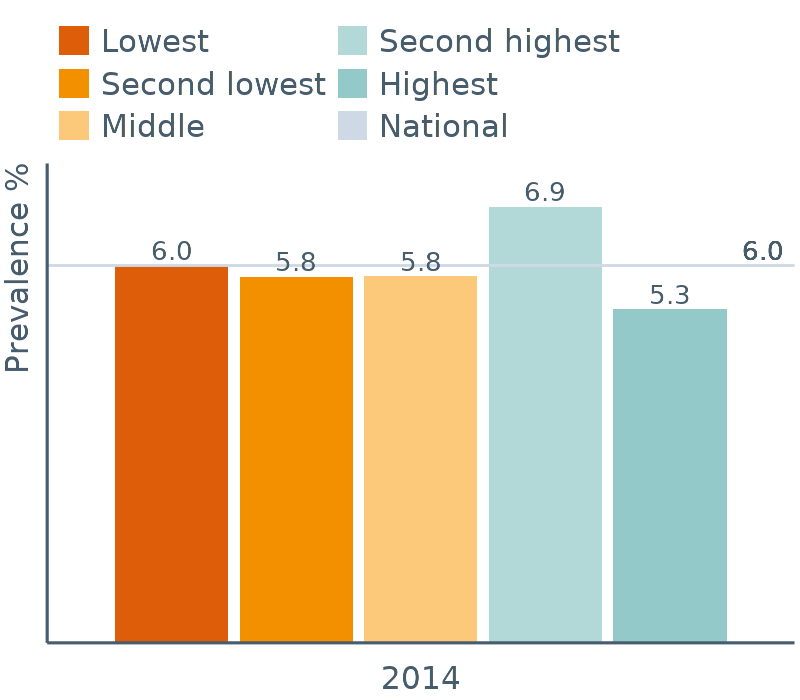 Lowest
Second lowest
Middle
Second highest
Highest
National
Prevalence %
6.0
5.8
5.8
6.9
5.3
6.0
2014